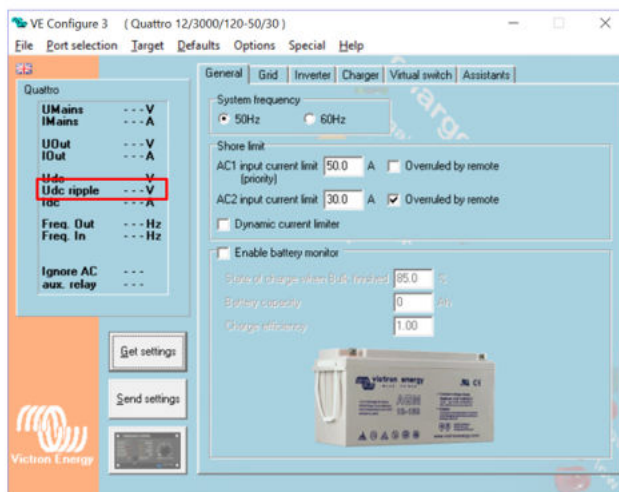 VE Configure 3 ( Quattro 12/3000/120-50/30 )
File Port selection Target Defaults Options Special Help
Quattro
UMains - - - V
IMains - - - A
UOut - - - V
IOut - - - A
Udc - - - V
Udc ripple - - - V
Idc - - - A
Freq. Out - - - Hz
Freq. In - - - Hz
Ignore AC - - -
aux. relay - - -
Get settings
Send settings
Victron Energy
General Grid Inverter Charger Virtual switch Assistants
System frequency
50Hz 60Hz
Shore limit
AC1 input current limit 50.0 A Overruled by remote
(priority)
AC2 input current limit 30.0 A Overruled by remote
Dynamic current limiter
Enable battery monitor
State of charge when Bulk finished 85.0 %
Battery capacity 0 Ah
Charge efficiency 1.00
victron energy
AGM